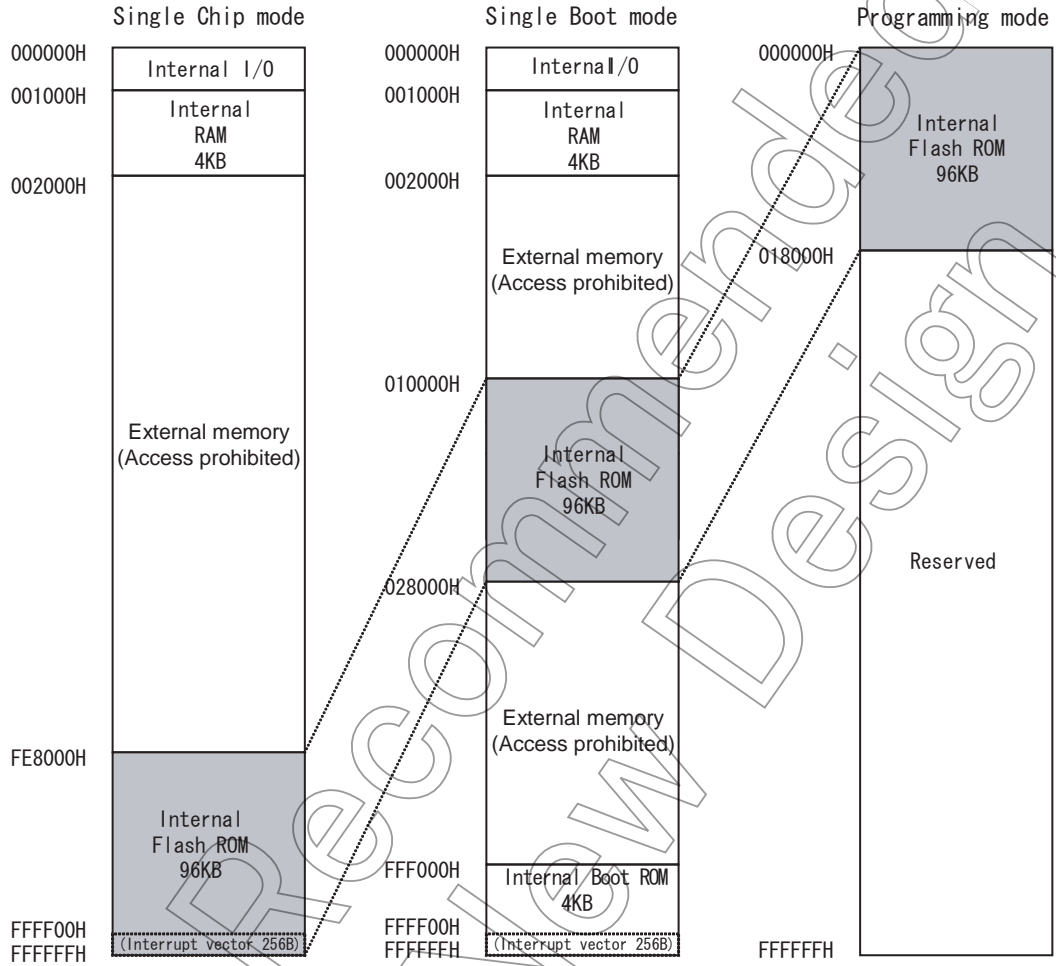 Single Chip mode
000000H
Internal I/O
001000H
Internal
RAM
4KB
002000H
External memory
(Access prohibited)
FE8000H
Internal
Flash ROM
96KB
FFFF00H
(Interrupt vector 256B)
FFFFFFH
Single Boot mode
000000H
Internal I/O
001000H
Internal
RAM
4KB
002000H
External memory
(Access prohibited)
010000H
Internal
Flash ROM
96KB
028000H
External memory
(Access prohibited)
FFF000H
Internal Boot ROM
4KB
FFFF00H
(Interrupt vector 256B)
FFFFFFH
Programming mode
000000H
Internal
Flash ROM
96KB
018000H
Reserved
FFFFFFH
Recommended
New Design